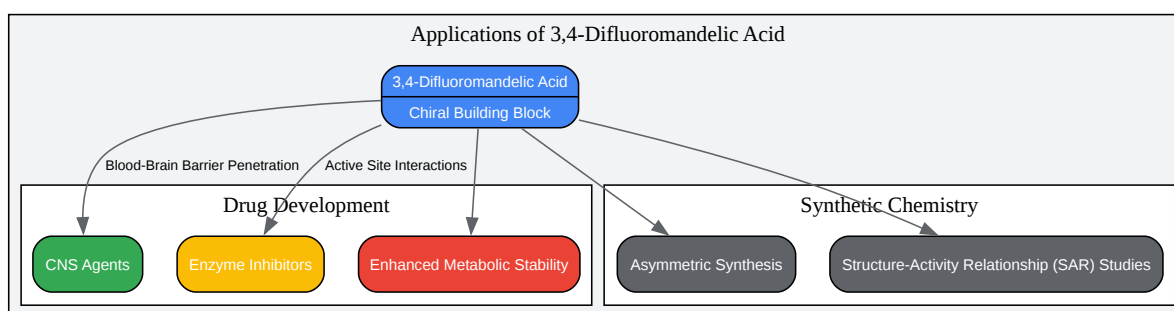 Applications of 3,4-Difluoromandelic Acid
3,4-Difluoromandelic Acid
Chiral Building Block
Blood-Brain Barrier Penetration
Active Site Interactions
Drug Development
Synthetic Chemistry
CNS Agents
Enzyme Inhibitors
Enhanced Metabolic Stability
Asymmetric Synthesis
Structure-Activity Relationship (SAR) Studies